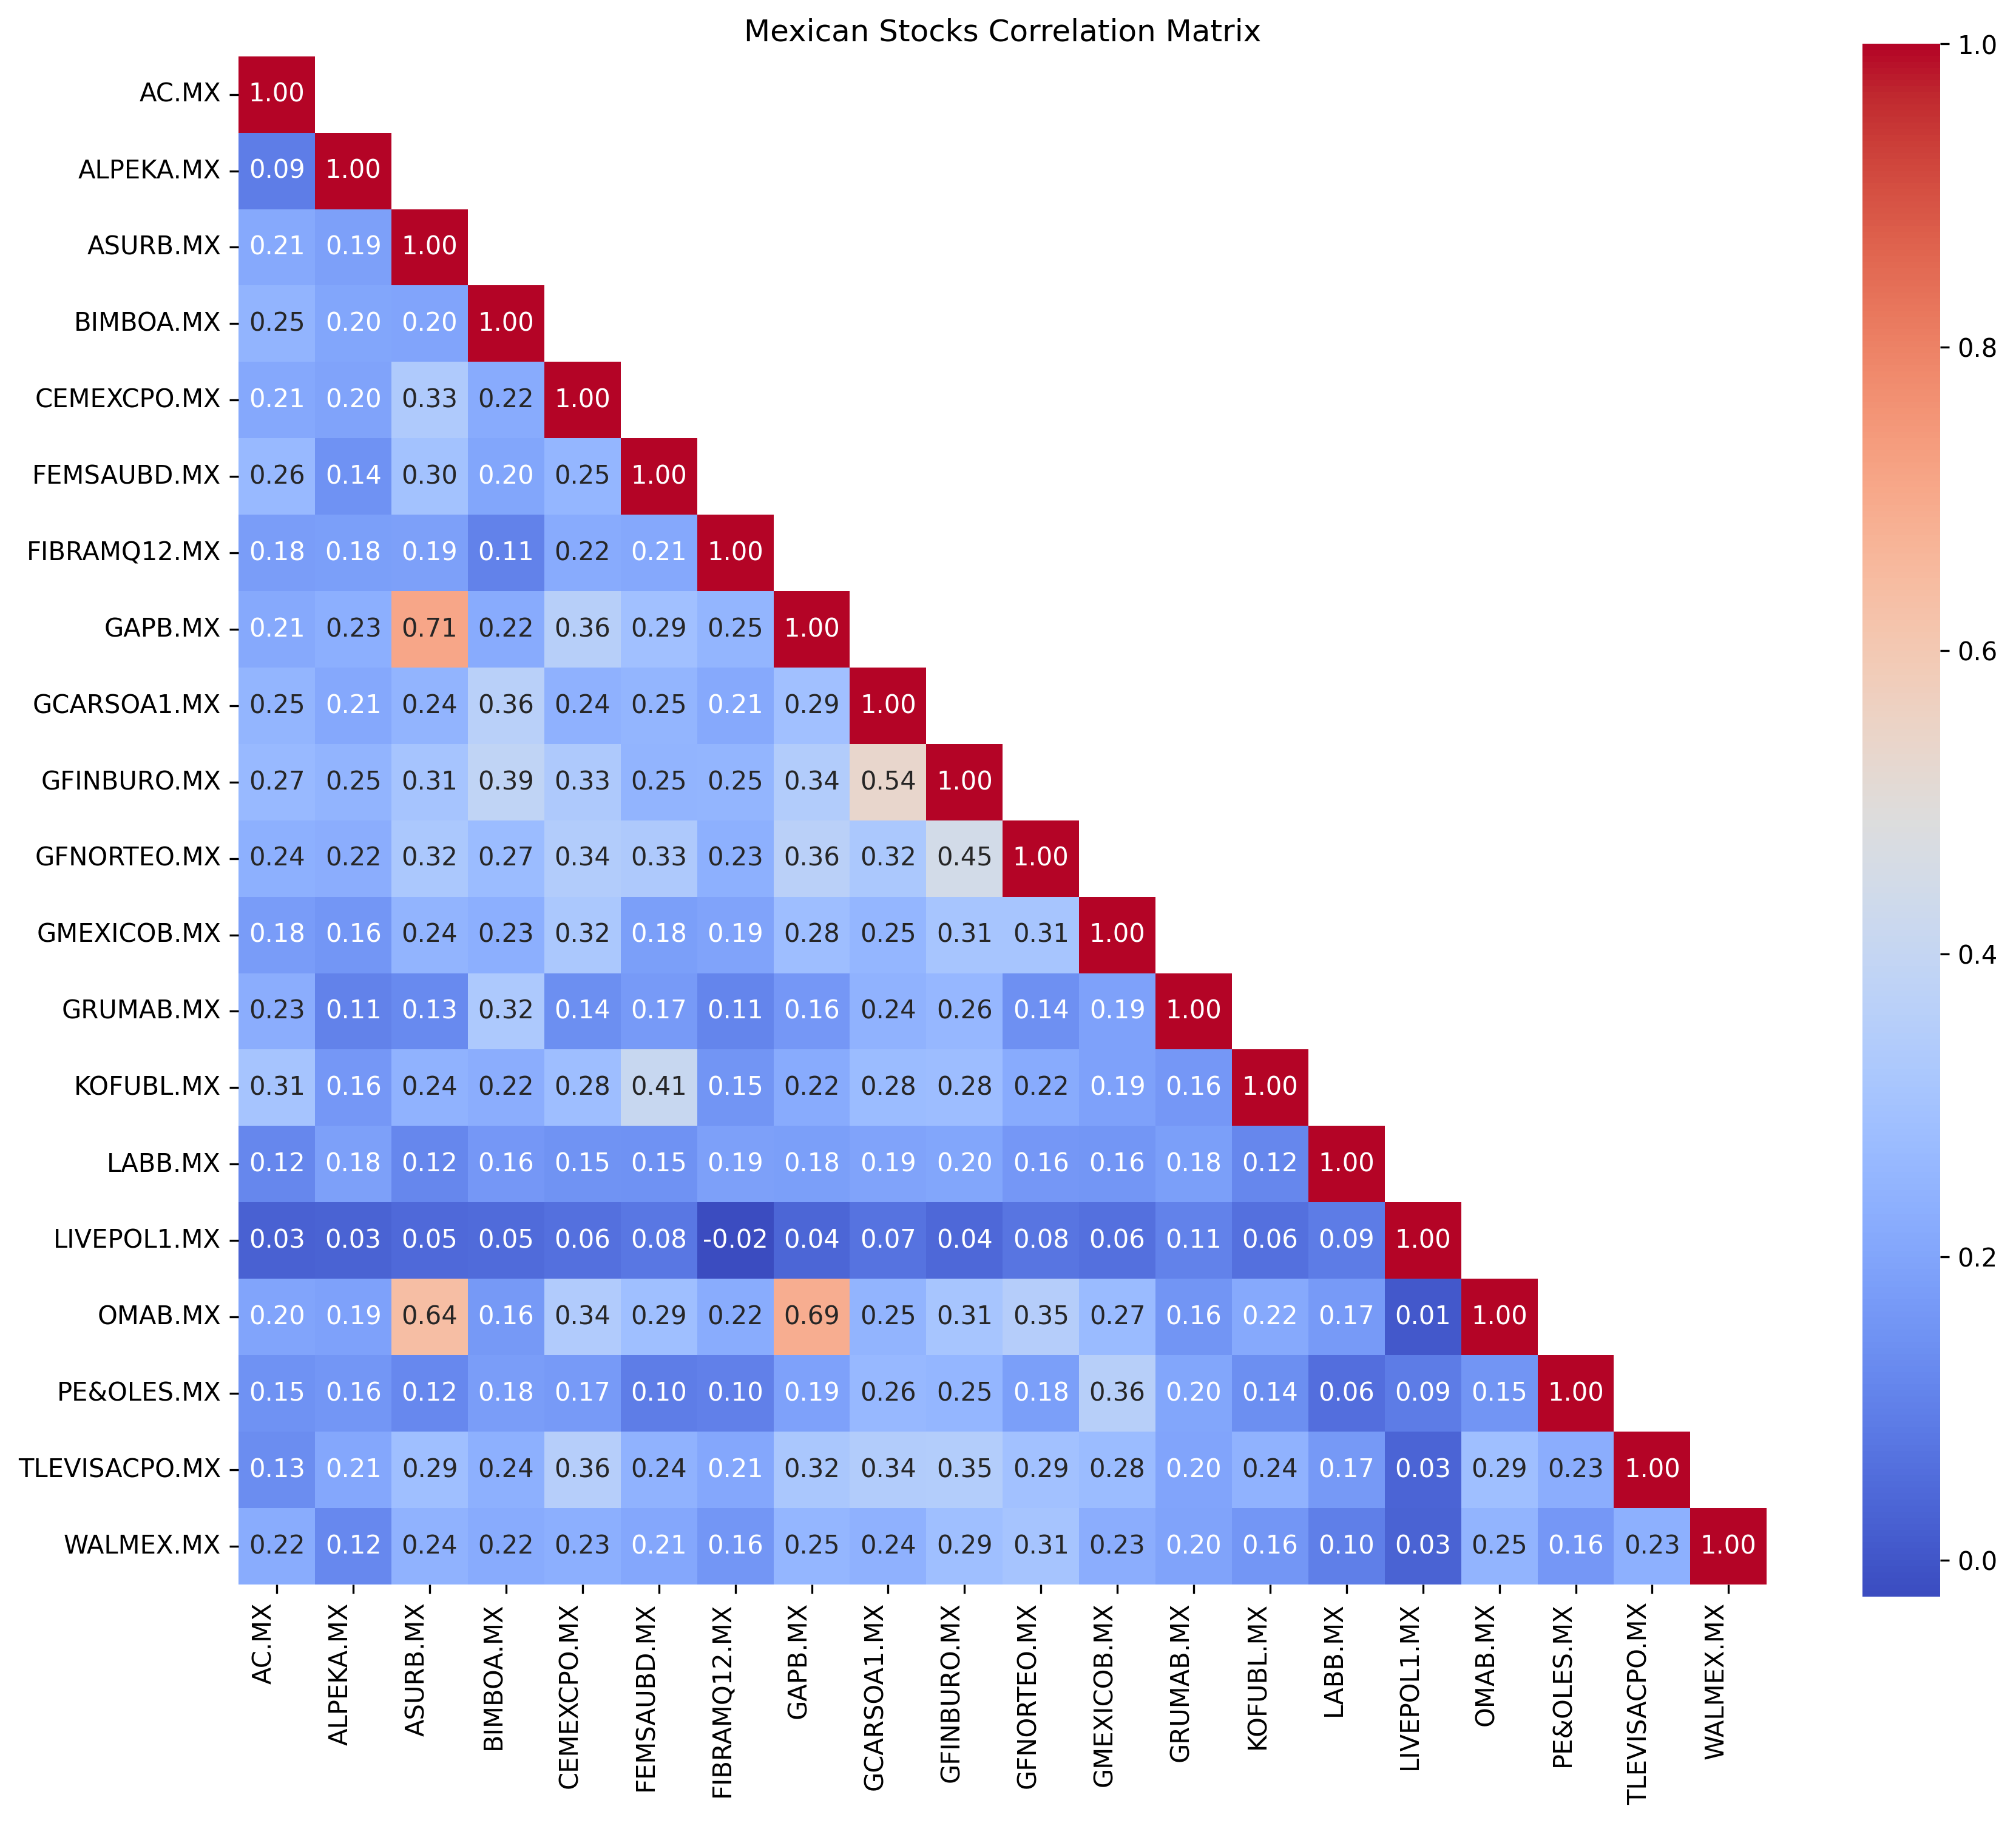 Mexican Stocks Correlation Matrix
1.0
AC.MX 1.00
ALPEKA.MX 0.09 1.00
ASURB.MX 0.21 0.19 1.00
BIMBOA.MX 0.25 0.20 0.20 1.00
0.8
CEMEXCPO.MX 0.21 0.20 0.33 0.22 1.00
FEMSAUBD.MX 0.26 0.14 0.30 0.20 0.25 1.00
FIBRAMQ12.MX 0.18 0.18 0.19 0.11 0.22 0.21 1.00
GAPB.MX 0.21 0.23 0.71 0.22 0.36 0.29 0.25 1.00
0.6
GCARSOA1.MX 0.25 0.21 0.24 0.36 0.24 0.25 0.21 0.29 1.00
GFINBURO.MX 0.27 0.25 0.31 0.39 0.33 0.25 0.25 0.34 0.54 1.00
GFNORTEO.MX 0.24 0.22 0.32 0.27 0.34 0.33 0.23 0.36 0.32 0.45 1.00
GMEXICOB.MX 0.18 0.16 0.24 0.23 0.32 0.18 0.19 0.28 0.25 0.31 0.31 1.00
0.4
GRUMAB.MX 0.23 0.11 0.13 0.32 0.14 0.17 0.11 0.16 0.24 0.26 0.14 0.19 1.00
KOFUBL.MX 0.31 0.16 0.24 0.22 0.28 0.41 0.15 0.22 0.28 0.28 0.22 0.19 0.16 1.00
LABB.MX 0.12 0.18 0.12 0.16 0.15 0.15 0.19 0.18 0.19 0.20 0.16 0.16 0.18 0.12 1.00
LIVEPOL1.MX 0.03 0.03 0.05 0.05 0.06 0.08 -0.02 0.04 0.07 0.04 0.08 0.06 0.11 0.06 0.09 1.00
0.2
OMAB.MX 0.20 0.19 0.64 0.16 0.34 0.29 0.22 0.69 0.25 0.31 0.35 0.27 0.16 0.22 0.17 0.01 1.00
PE&OLES.MX 0.15 0.16 0.12 0.18 0.17 0.10 0.10 0.19 0.26 0.25 0.18 0.36 0.20 0.14 0.06 0.09 0.15 1.00
TLEVISACPO.MX 0.13 0.21 0.29 0.24 0.36 0.24 0.21 0.32 0.34 0.35 0.29 0.28 0.20 0.24 0.17 0.03 0.29 0.23 1.00
WALMEX.MX 0.22 0.12 0.24 0.22 0.23 0.21 0.16 0.25 0.24 0.29 0.31 0.23 0.20 0.16 0.10 0.03 0.25 0.16 0.23 1.00
0.0
AC.MX
ALPEKA.MX
ASURB.MX
BIMBOA.MX
CEMEXCPO.MX
FEMSAUBD.MX
FIBRAMQ12.MX
GAPB.MX
GCARSOA1.MX
GFINBURO.MX
GFNORTEO.MX
GMEXICOB.MX
GRUMAB.MX
KOFUBL.MX
LABB.MX
LIVEPOL1.MX
OMAB.MX
PE&OLES.MX
TLEVISACPO.MX
WALMEX.MX